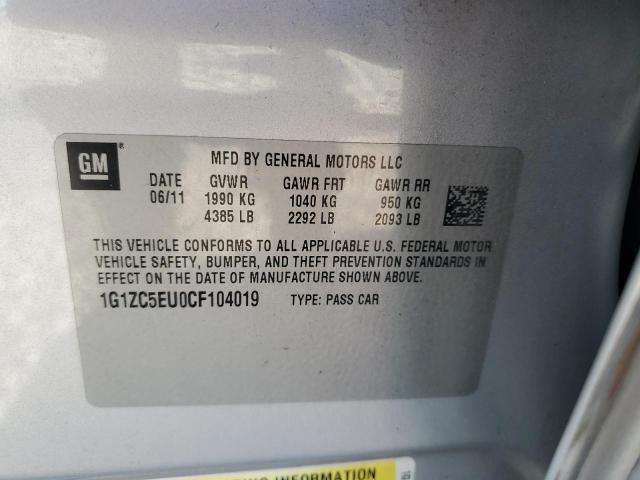 GM
MFD BY GENERAL MOTORS LLC
DATE GVWR GAWR FRT GAWR RR
06/11 1990 KG 1040 KG 950 KG
4385 LB 2292 LB 2093 LB
THIS VEHICLE CONFORMS TO ALL APPLICABLE U.S. FEDERAL MOTOR
VEHICLE SAFETY, BUMPER, AND THEFT PREVENTION STANDARDS IN
EFFECT ON THE DATE OF MANUFACTURE SHOWN ABOVE.
1G1ZC5EU0CF104019 TYPE: PASS CAR
INFORMATION